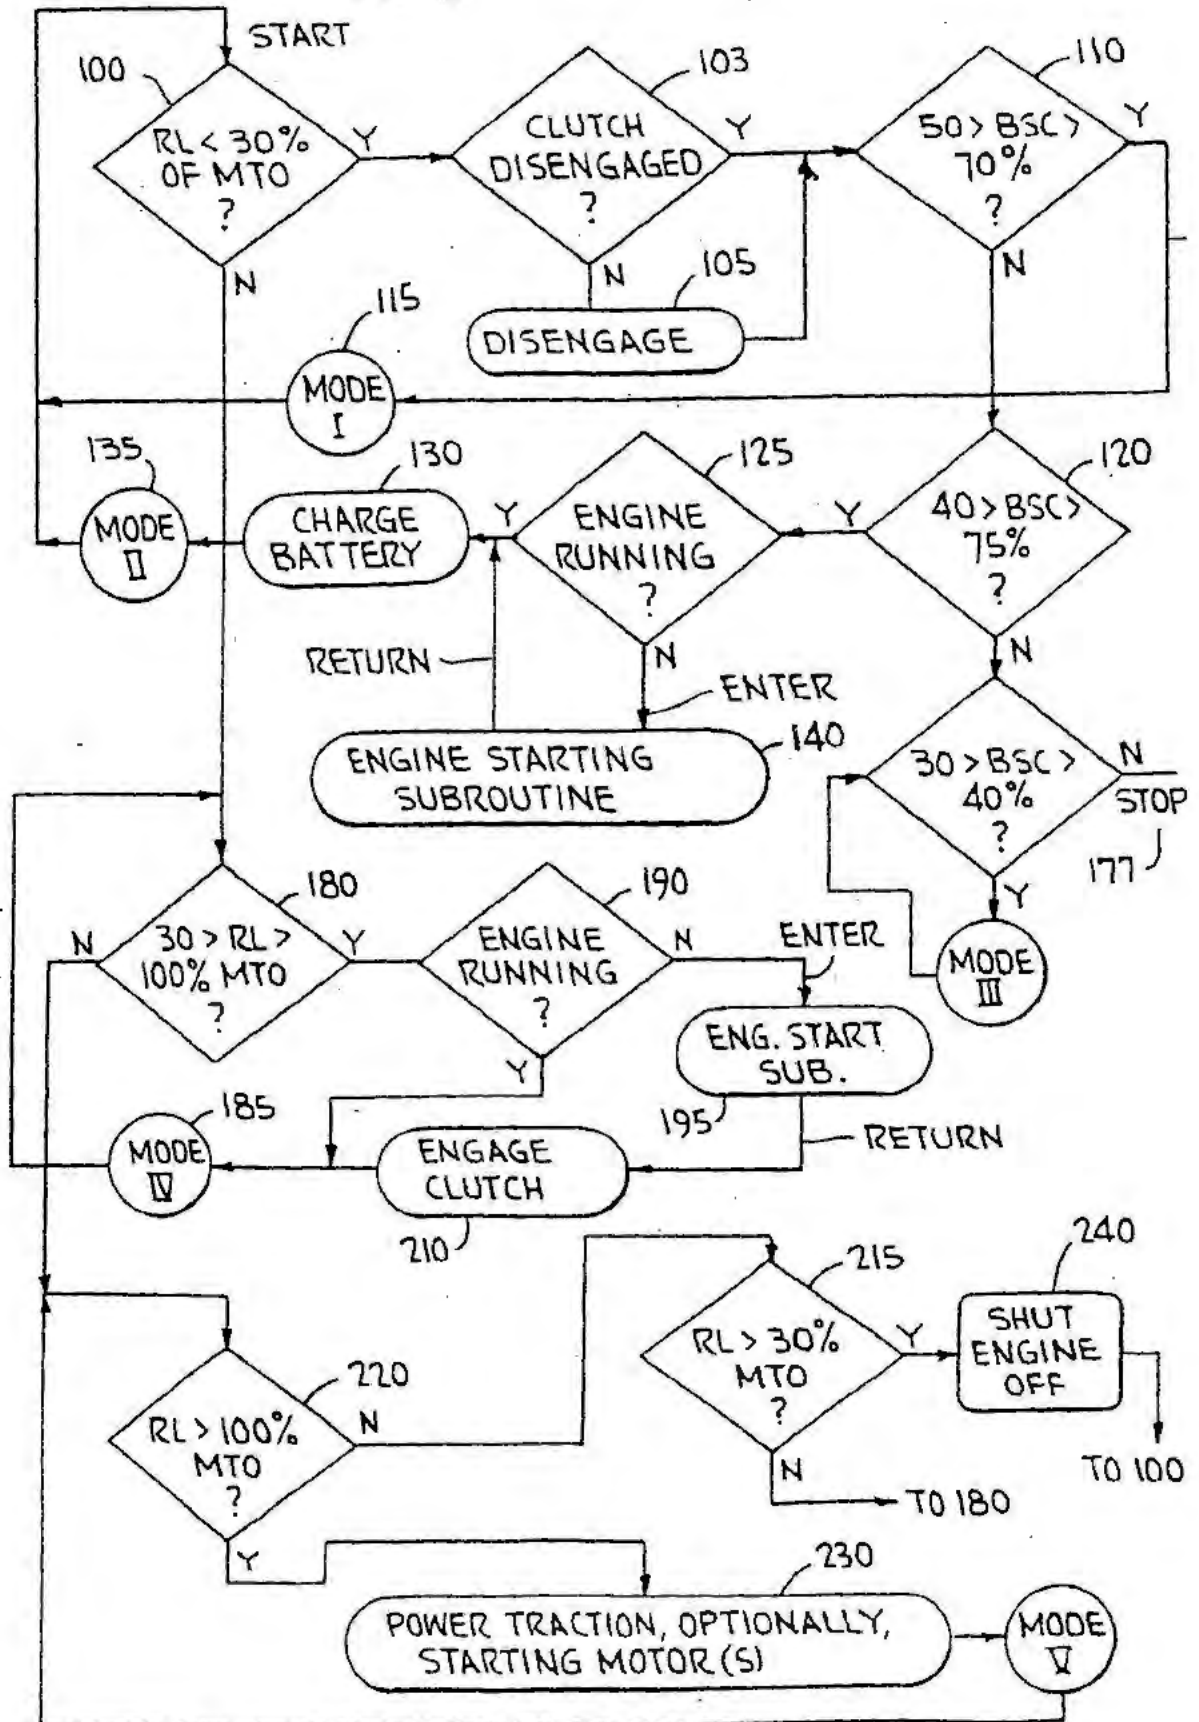 START
100
RL < 30%
OF MTO
?
Y
N
103
CLUTCH
DISENGAGED
?
Y
N
105
DISENGAGE
110
50 > BSC >
70%
?
Y
N
115
MODE
I
135
MODE
II
130
CHARGE
BATTERY
125
ENGINE
RUNNING
?
Y
N
120
40 > BSC >
75%
?
Y
N
RETURN
ENTER
140
ENGINE STARTING
SUBROUTINE
30 > BSC >
40%
?
N
STOP
177
Y
MODE
III
180
30 > RL >
100% MTO
?
N
Y
190
ENGINE
RUNNING
?
N
Y
ENTER
ENG. START
SUB.
195
RETURN
185
MODE
IV
ENGAGE
CLUTCH
210
215
RL > 30%
MTO
?
Y
N
TO 180
240
SHUT
ENGINE
OFF
TO 100
220
RL > 100%
MTO
?
N
Y
230
POWER TRACTION, OPTIONALLY,
STARTING MOTOR(S)
MODE
V